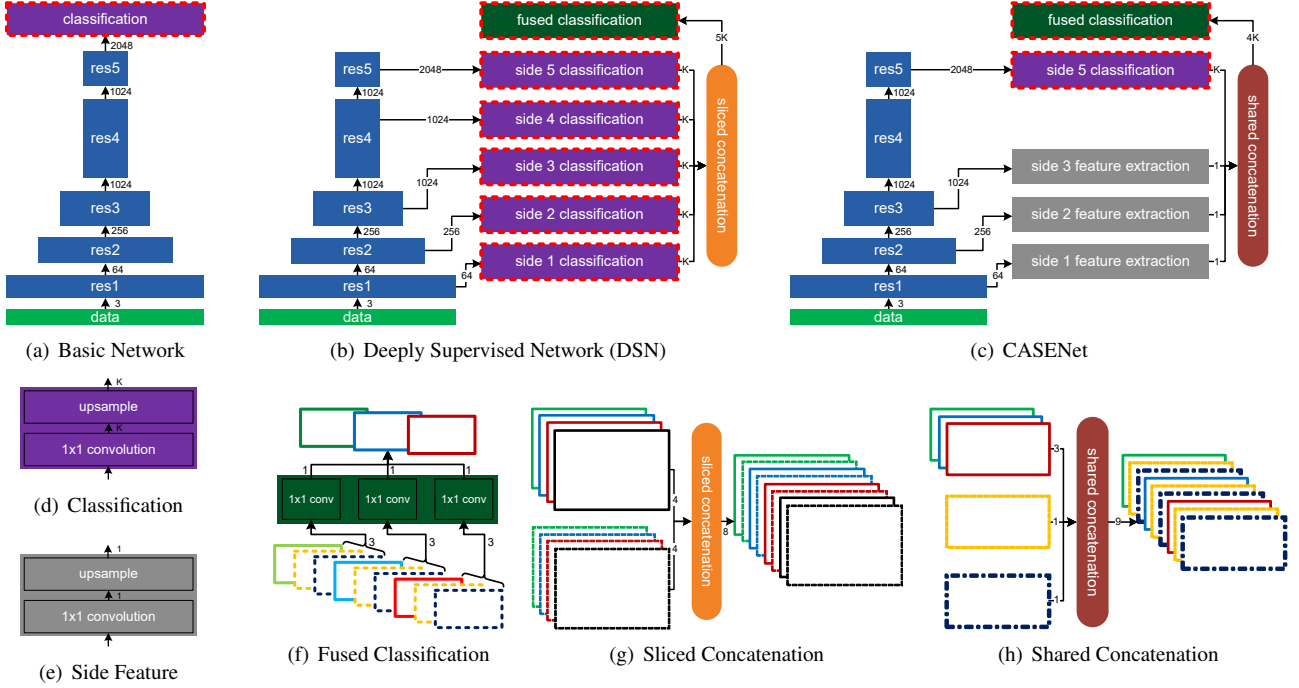 classification
2048
res5
1024
res4
1024
res3
256
res2
64
res1
3
data
(a) Basic Network
fused classification
5K
res5
2048
side 5 classification
K
1024
res4
1024
side 4 classification
K
sliced concatenation
side 3 classification
K
1024
1024
res3
side 2 classification
K
256
256
res2
side 1 classification
K
64
64
res1
3
data
(b) Deeply Supervised Network (DSN)
fused classification
4K
res5
2048
side 5 classification
K
1024
res4
shared concatenation
side 3 feature extraction
1
1024
1024
res3
side 2 feature extraction
1
256
256
res2
side 1 feature extraction
1
64
64
res1
3
data
(c) CASENet
K
upsample
K
1x1 convolution
(d) Classification
1
upsample
1
1x1 convolution
(e) Side Feature
1
1
1
1x1 conv
1x1 conv
1x1 conv
3
3
3
(f) Fused Classification
4
4
sliced concatenation
8
(g) Sliced Concatenation
3
1
1
shared concatenation
9
(h) Shared Concatenation